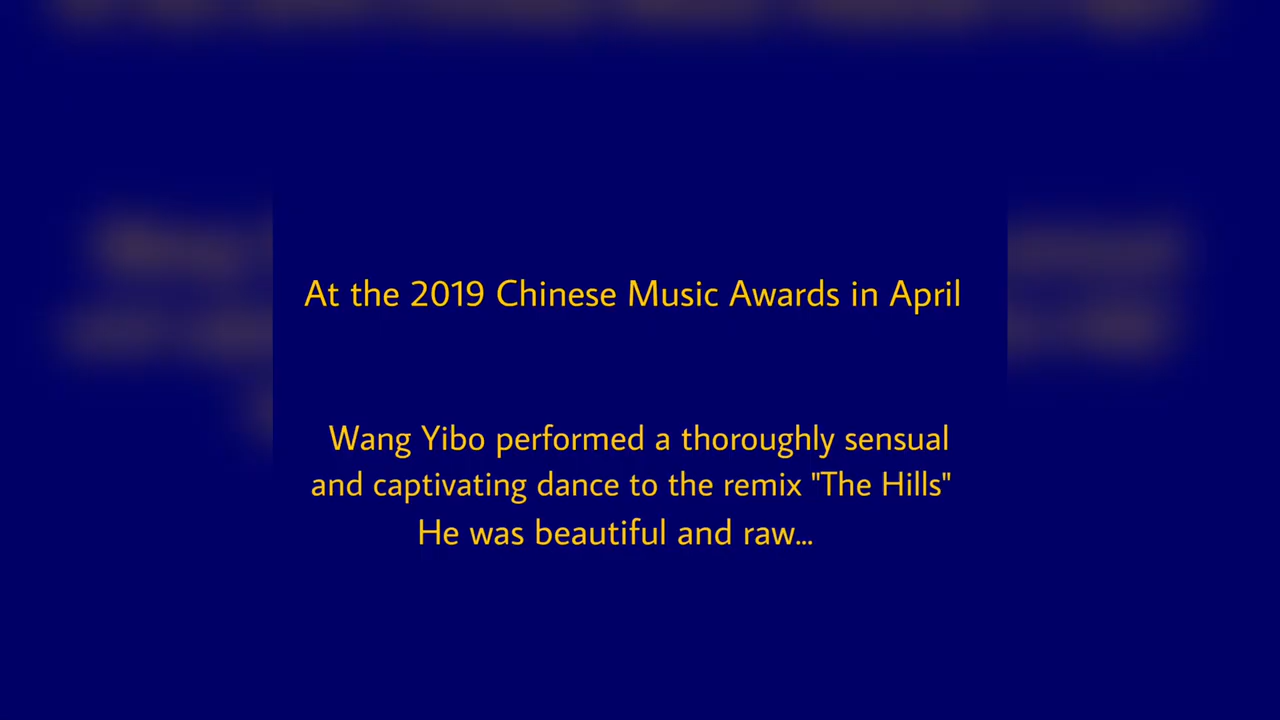 At the 2019 Chinese Music Awards in April
Wang Yibo performed a thoroughly sensual
and captivating dance to the remix "The Hills"
He was beautiful and raw...